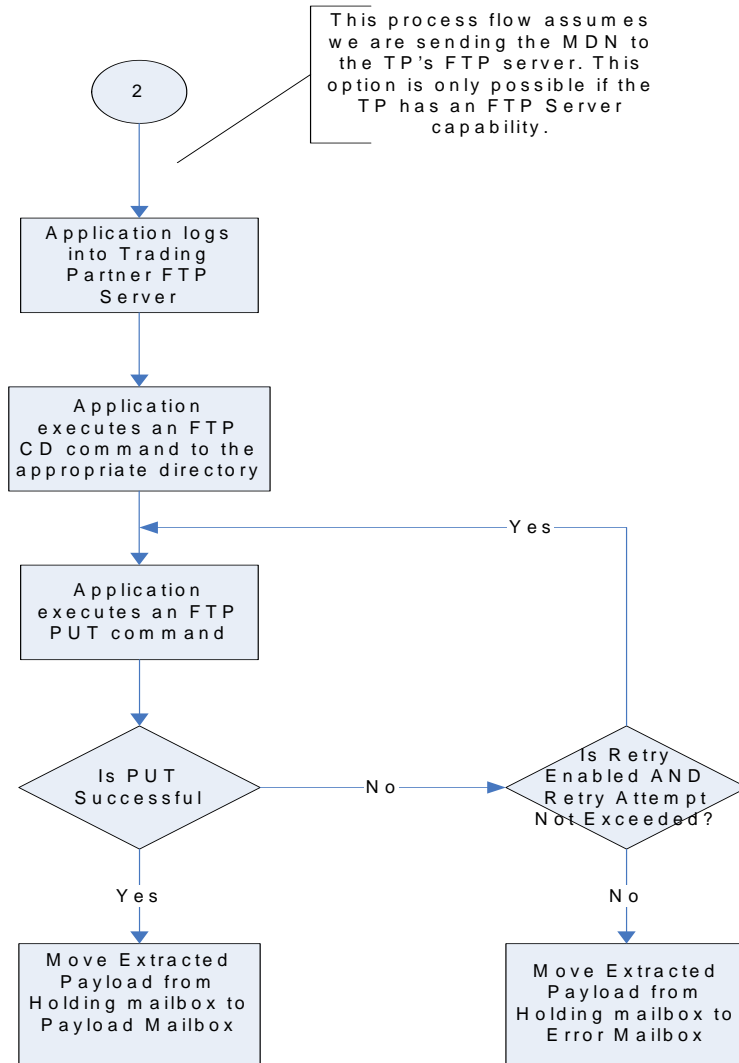 This process flow assumes
we are sending the MDN to
the TP's FTP server. This
option is only possible if the
TP has an FTP Server
capability.
2
Application logs
into Trading
Partner FTP
Server
Application
executes an FTP
CD command to the
appropriate directory
Yes
Application
executes an FTP
PUT command
Is PUT
Successful
No
Is Retry
Enabled AND
Retry Attempt
Not Exceeded?
Yes
No
Move Extracted
Payload from
Holding mailbox to
Payload Mailbox
Move Extracted
Payload from
Holding mailbox to
Error Mailbox